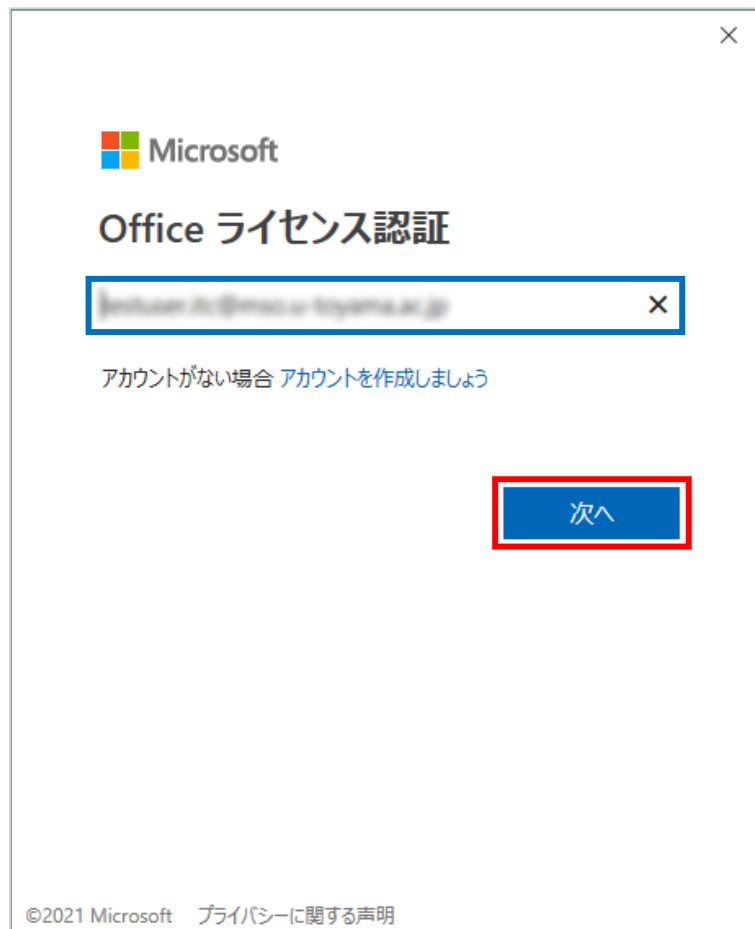 Microsoft
Office ライセンス認証
アカウントがない場合 アカウントを作成しましょう
次へ
©2021 Microsoft プライバシーに関する声明